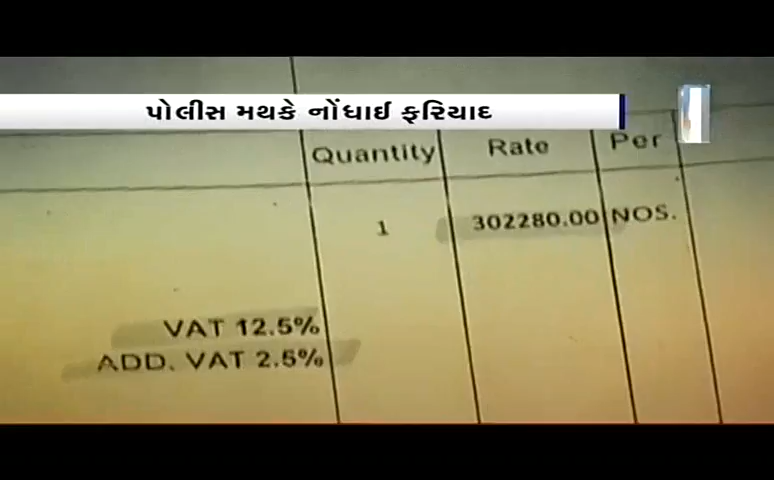 પોલીસ મથકે નોંધાઈ ફરિયાદ
Quantity Rate Per
1 302280.00 NOS.
VAT 12.5%
ADD. VAT 2.5%